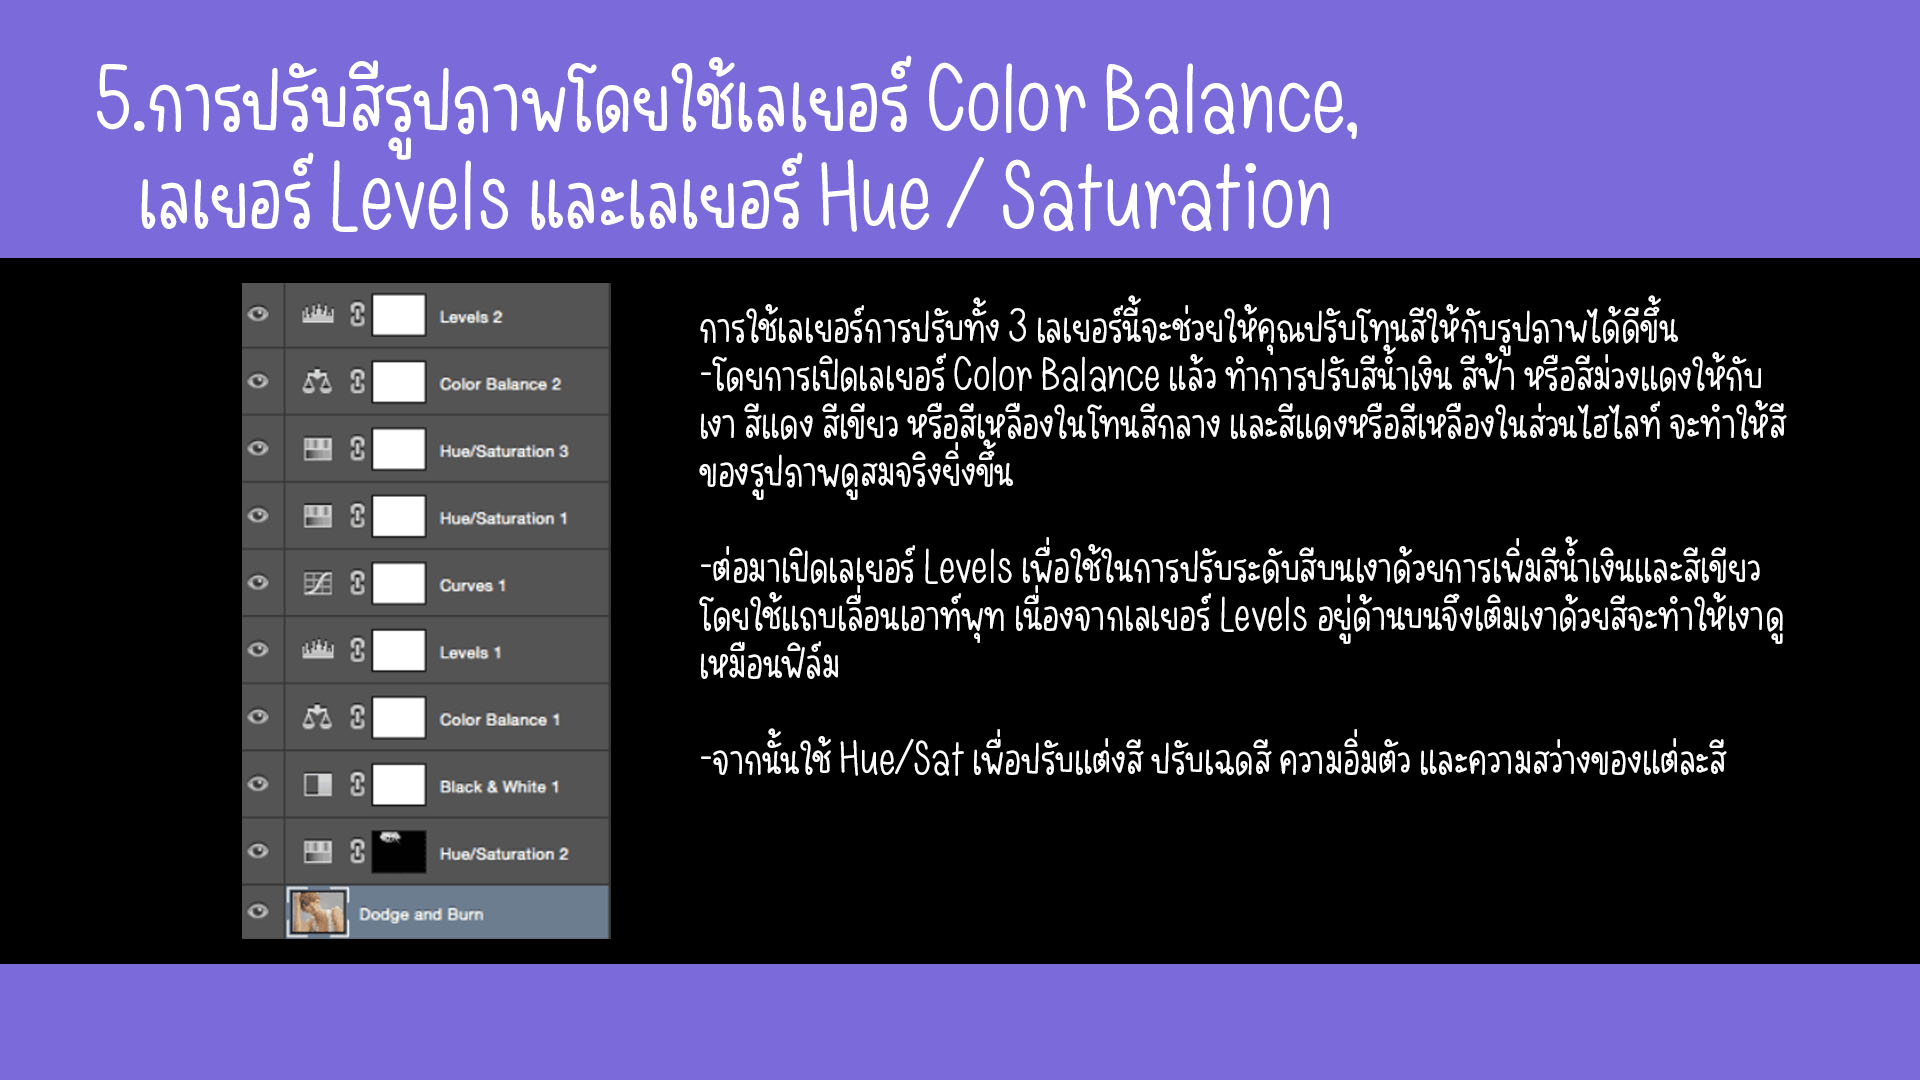 5.การปรับสีรูปภาพโดยใช้เลเยอร์ Color Balance,
เลเยอร์ Levels และเลเยอร์ Hue / Saturation
Levels 2
Color Balance 2
Hue/Saturation 3
Hue/Saturation 1
Curves 1
Levels 1
Color Balance 1
Black & White 1
Hue/Saturation 2
Dodge and Burn
การใช้เลเยอร์การปรับทั้ง 3 เลเยอร์นี้จะช่วยให้คุณปรับโทนสีให้กับรูปภาพได้ดีขึ้น
-โดยการเปิดเลเยอร์ Color Balance แล้ว ทำการปรับสีน้ำเงิน สีฟ้า หรือสีม่วงแดงให้กับ
เงา สีแดง สีเขียว หรือสีเหลืองในโทนสีกลาง และสีแดงหรือสีเหลืองในส่วนไฮไลท์ จะทำให้สี
ของรูปภาพดูสมจริงยิ่งขึ้น
-ต่อมาเปิดเลเยอร์ Levels เพื่อใช้ในการปรับระดับสีบนเงาด้วยการเพิ่มสีน้ำเงินและสีเขียว
โดยใช้แถบเลื่อนเอาท์พุท เนื่องจากเลเยอร์ Levels อยู่ด้านบนจึงเติมเงาด้วยสีจะทำให้เงาดู
เหมือนฟิล์ม
-จากนั้นใช้ Hue/Sat เพื่อปรับแต่งสี ปรับเฉดสี ความอิ่มตัว และความสว่างของแต่ละสี